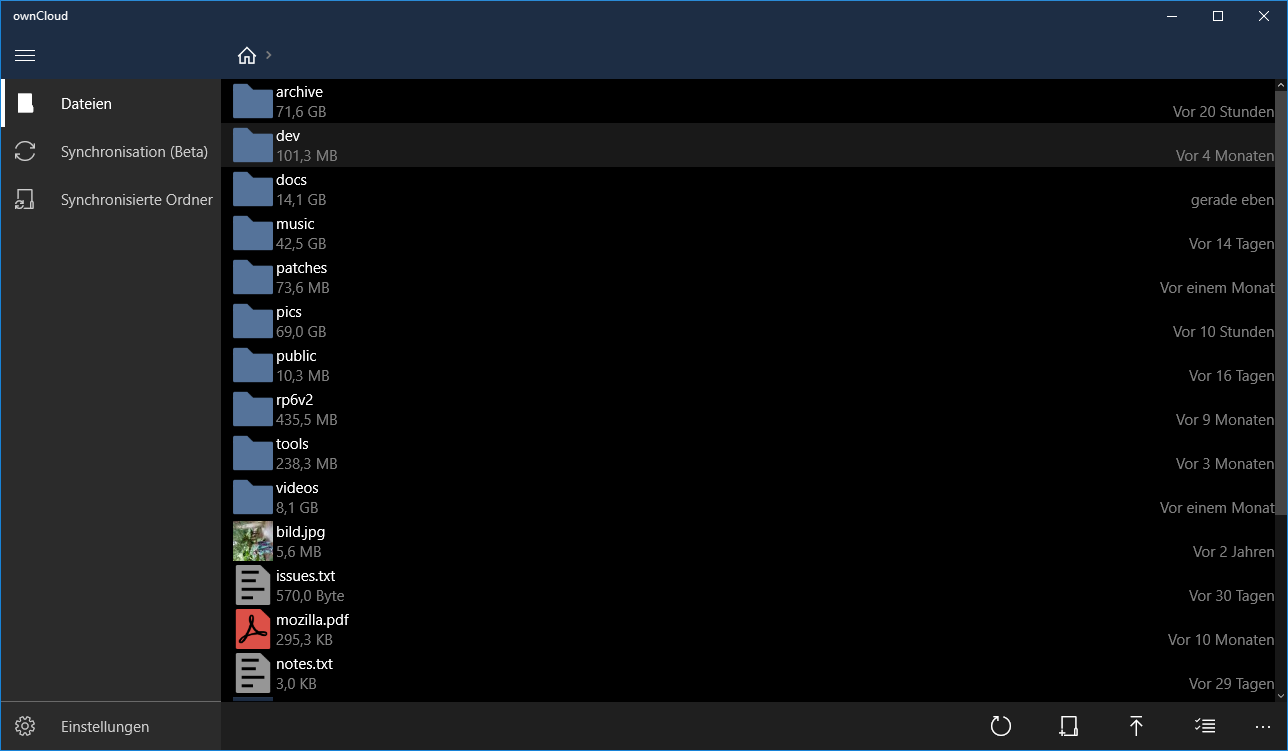 ownCloud
Dateien
Synchronisation (Beta)
Synchronisierte Ordner
Einstellungen
archive
71,6 GB Vor 20 Stunden
dev
101,3 MB Vor 4 Monaten
docs
14,1 GB gerade eben
music
42,5 GB Vor 14 Tagen
patches
73,6 MB Vor einem Monat
pics
69,0 GB Vor 10 Stunden
public
10,3 MB Vor 16 Tagen
rp6v2
435,5 MB Vor 9 Monaten
tools
238,3 MB Vor 3 Monaten
videos
8,1 GB Vor einem Monat
bild.jpg
5,6 MB Vor 2 Jahren
issues.txt
570,0 Byte Vor 30 Tagen
mozilla.pdf
295,3 KB Vor 10 Monaten
notes.txt
3,0 KB Vor 29 Tagen